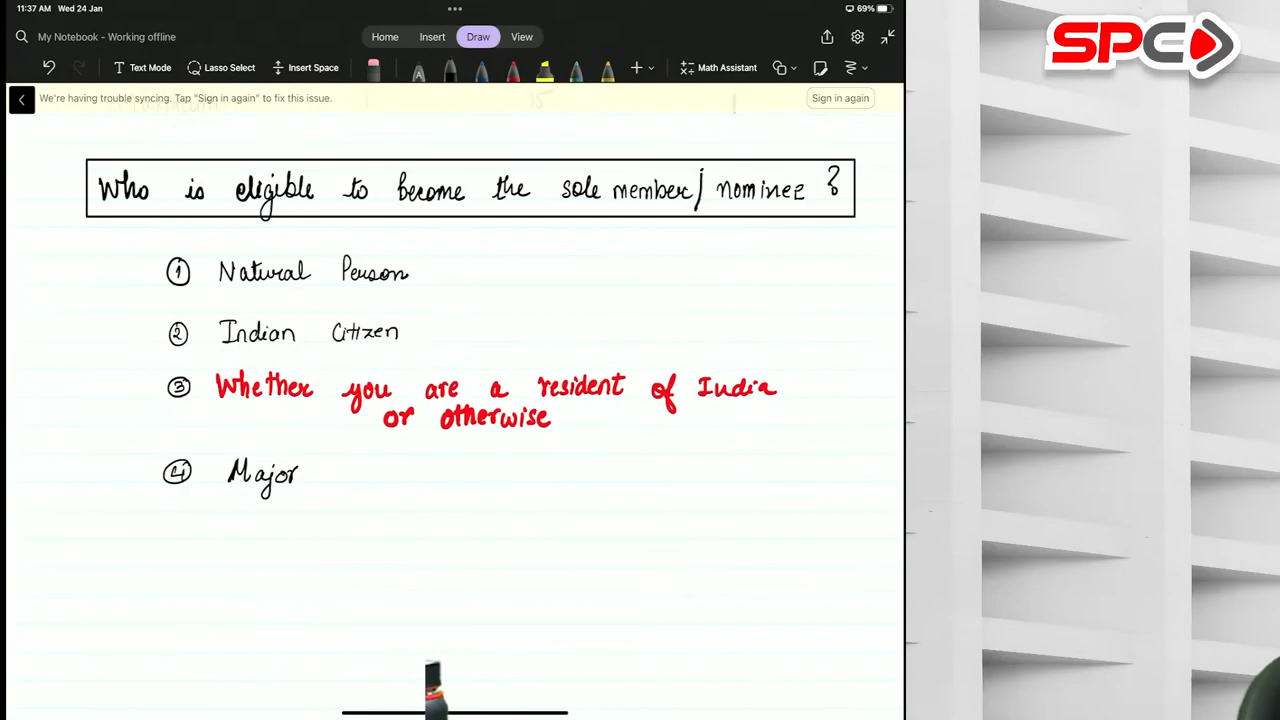 11:37 AM Wed 24 Jan
69%
My Notebook - Working offline
Home Insert Draw View
Text Mode Lasso Select Insert Space Math Assistant
We're having trouble syncing. Tap "Sign in again" to fix this issue.
Sign in again
SPC
Who is eligible to become the sole member/ nominee ?
① Natural Person
② Indian Citizen
③ Whether you are a resident of India
or otherwise
④ Major